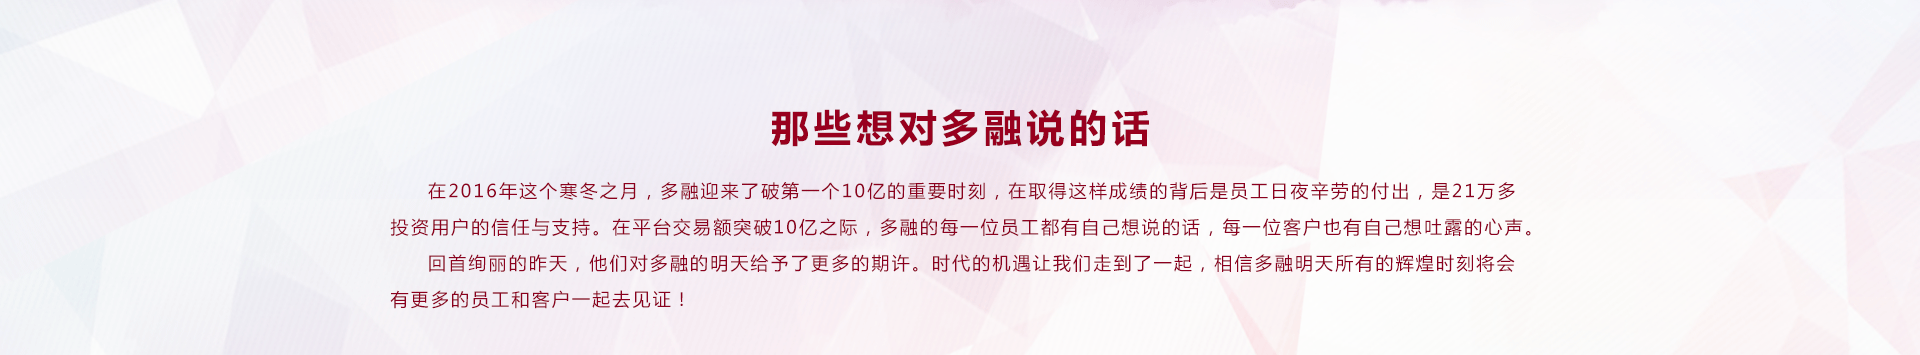 那些想对多融说的话
在2016年这个寒冬之月，多融迎来了破第一个10亿的重要时刻，在取得这样成绩的背后是员工日夜辛劳的付出，是21万多
投资用户的信任与支持。在平台交易额突破10亿之际，多融的每一位员工都有自己想说的话，每一位客户也有自己想吐露的心声。
回首绚丽的昨天，他们对多融的明天给予了更多的期许。时代的机遇让我们走到了一起，相信多融明天所有的辉煌时刻将会
有更多的员工和客户一起去见证！